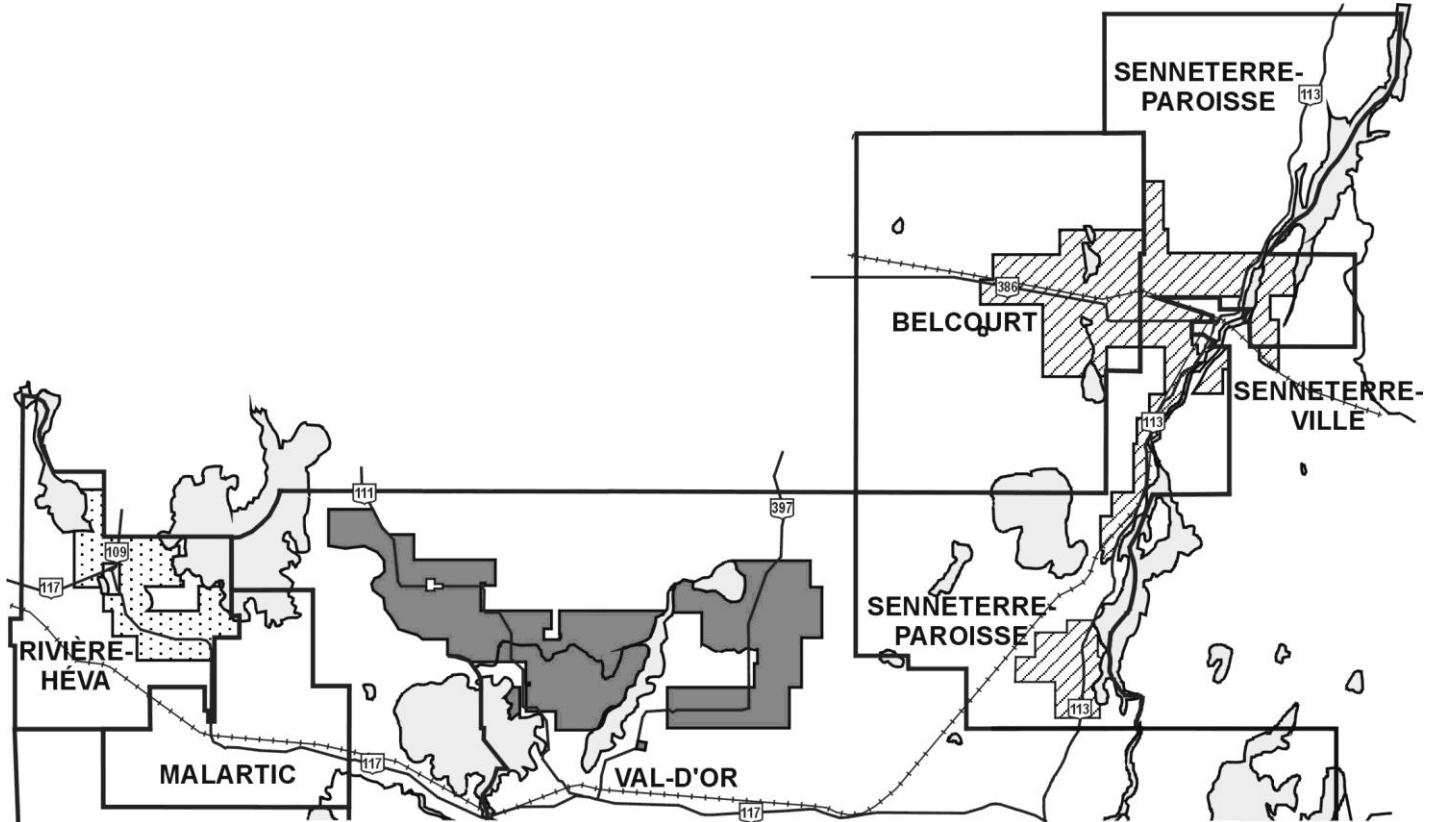 SENNETERRE-
PAROISSE
113
386
BELCOURT
SENNETERRE-
VILLE
113
111
397
109
117
SENNETERRE-
PAROISSE
RIVIÈRE-
HÉVA
113
MALARTIC
117
VAL-D'OR
117